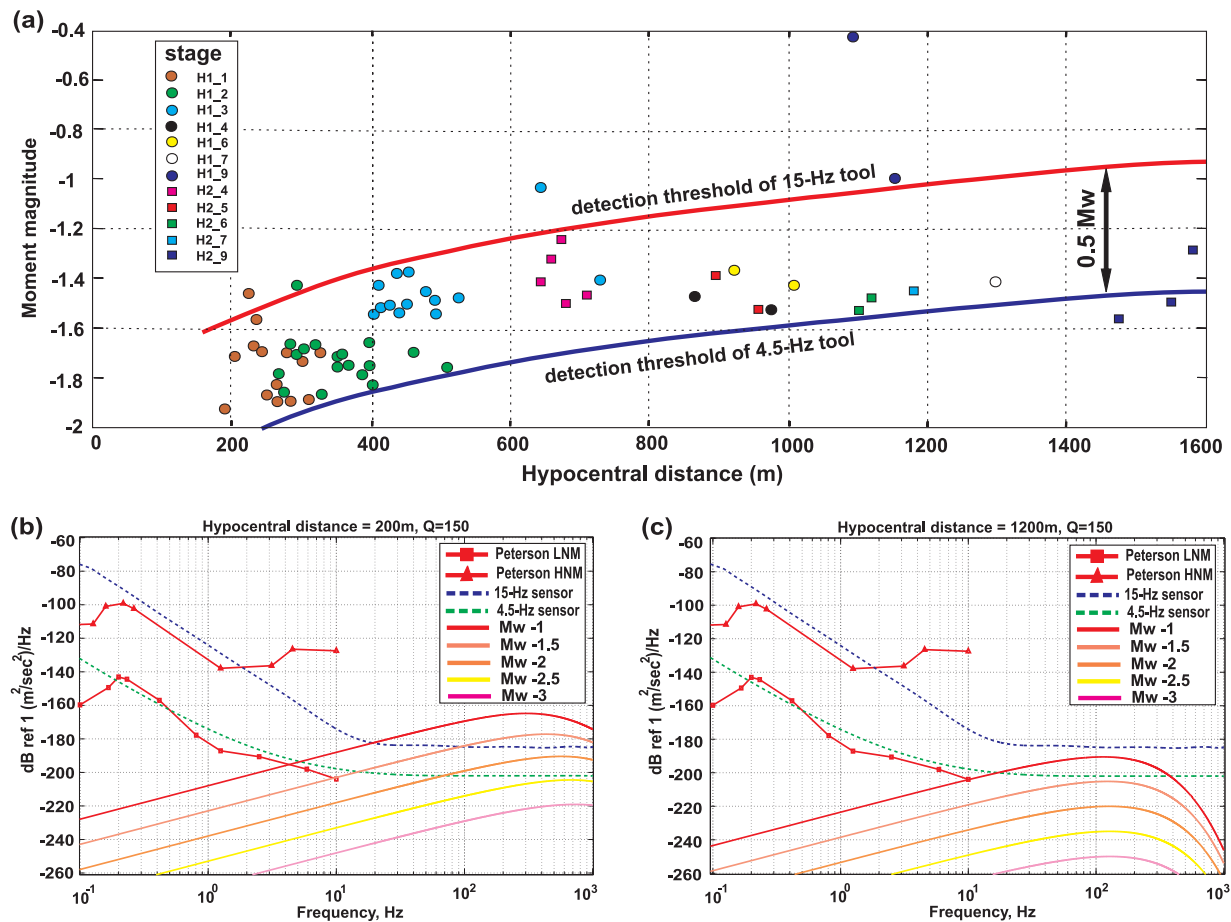 (a)
-0.4
-0.6
-0.8
-1
-1.2
-1.4
-1.6
-1.8
-2
Moment magnitude
stage
H1_1
H1_2
H1_3
H1_4
H1_6
H1_7
H1_9
H2_4
H2_5
H2_6
H2_7
H2_9
detection threshold of 15-Hz tool
detection threshold of 4.5-Hz tool
0.5 Mw
0 200 400 600 800 1000 1200 1400 1600
Hypocentral distance (m)
(b)
Hypocentral distance = 200m, Q=150
-60
-80
-100
-120
-140
-160
-180
-200
-220
-240
-260
dB ref 1 (m²/sec²)/Hz
Peterson LNM
Peterson HNM
15-Hz sensor
4.5-Hz sensor
Mw -1
Mw -1.5
Mw -2
Mw -2.5
Mw -3
10-1 10⁰ 10¹ 10² 10³
Frequency, Hz
(c)
Hypocentral distance = 1200m, Q=150
-60
-80
-100
-120
-140
-160
-180
-200
-220
-240
-260
dB ref 1 (m²/sec²)/Hz
Peterson LNM
Peterson HNM
15-Hz sensor
4.5-Hz sensor
Mw -1
Mw -1.5
Mw -2
Mw -2.5
Mw -3
10-1 10⁰ 10¹ 10² 10³
Frequency, Hz